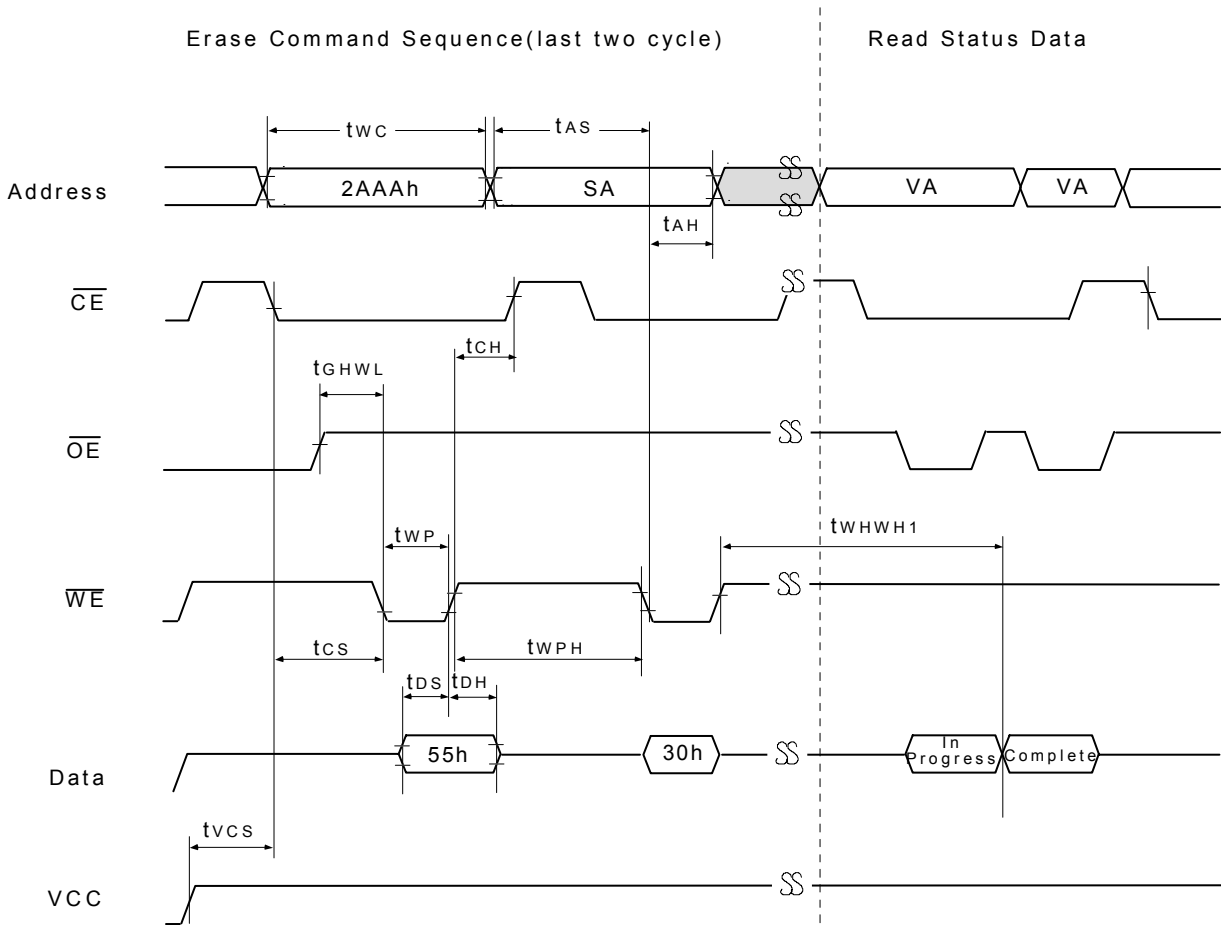 Erase Command Sequence(last two cycle) Read Status Data
tWC tAS
Address 2AAAh SA VA VA
tAH
CE
tCH
tGHWL
OE
tWP tWHWH1
WE
tCS tWPH
tDS tDH
Data 55h 30h In Progress Complete
tVCS
VCC